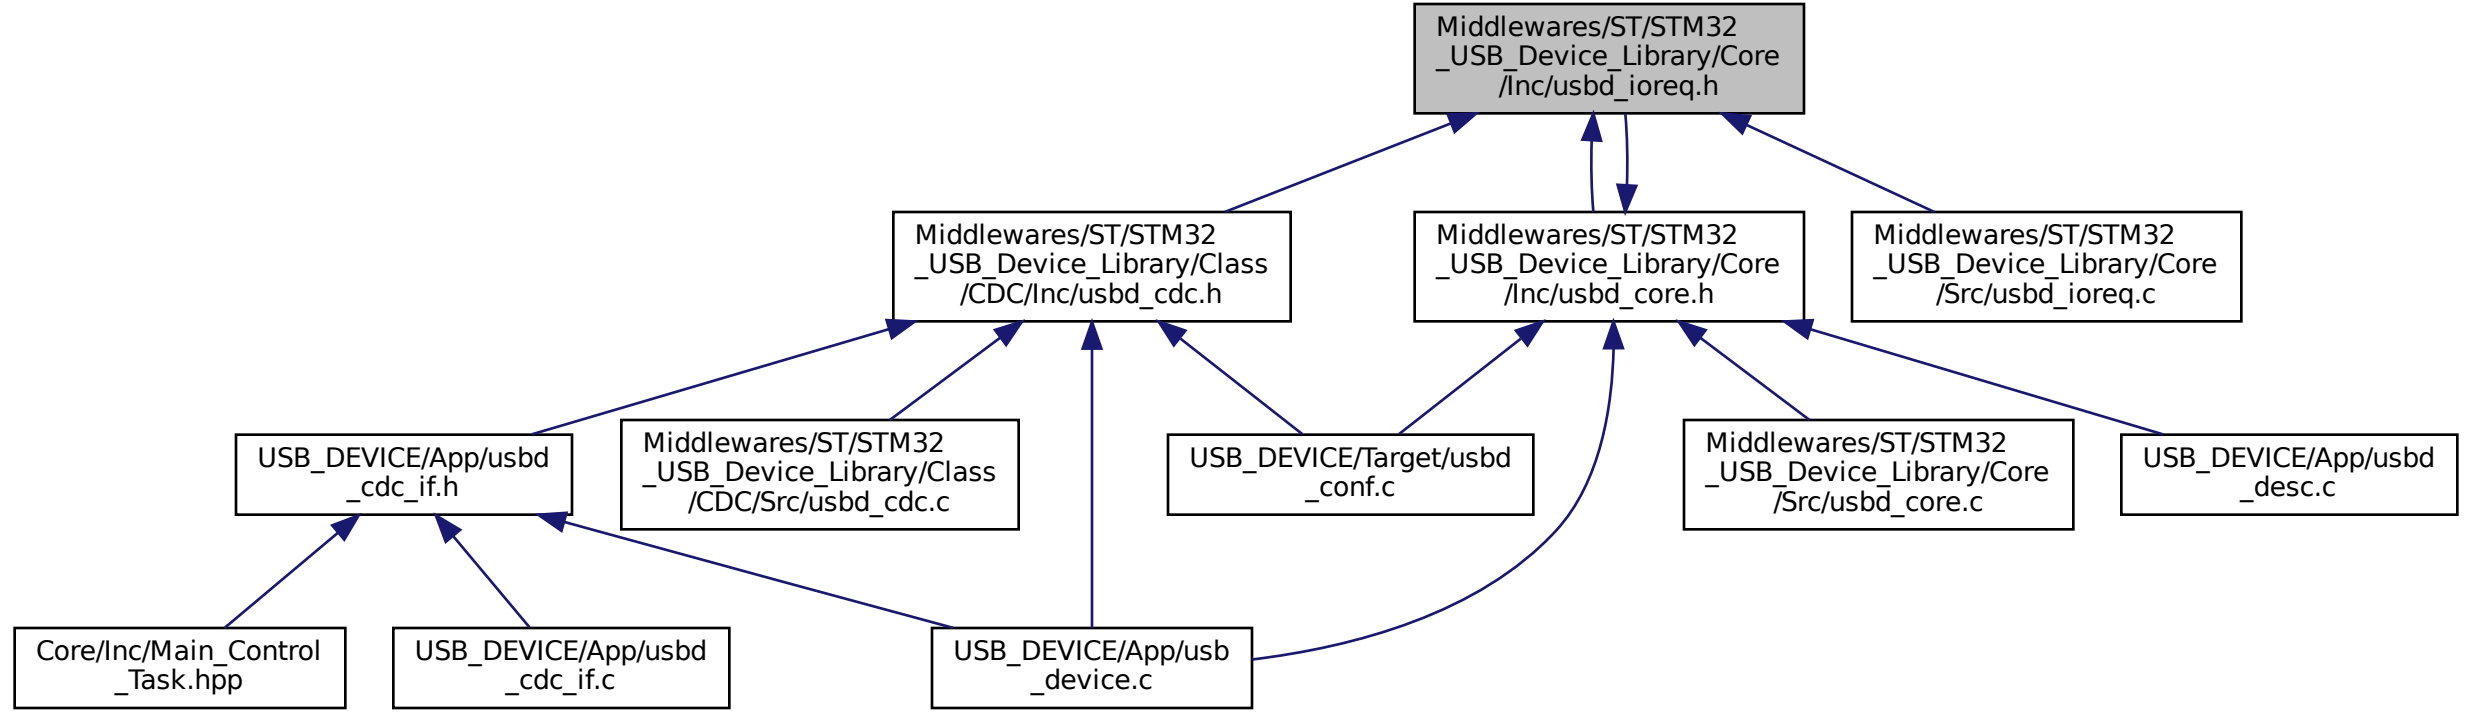 Middlewares/ST/STM32
_USB_Device_Library/Core
/Inc/usbd_ioreq.h
Middlewares/ST/STM32
_USB_Device_Library/Class
/CDC/Inc/usbd_cdc.h
Middlewares/ST/STM32
_USB_Device_Library/Core
/Inc/usbd_core.h
Middlewares/ST/STM32
_USB_Device_Library/Core
/Src/usbd_ioreq.c
USB_DEVICE/App/usbd
_cdc_if.h
Middlewares/ST/STM32
_USB_Device_Library/Class
/CDC/Src/usbd_cdc.c
USB_DEVICE/Target/usbd
_conf.c
Middlewares/ST/STM32
_USB_Device_Library/Core
/Src/usbd_core.c
USB_DEVICE/App/usbd
_desc.c
Core/Inc/Main_Control
_Task.hpp
USB_DEVICE/App/usbd
_cdc_if.c
USB_DEVICE/App/usb
_device.c